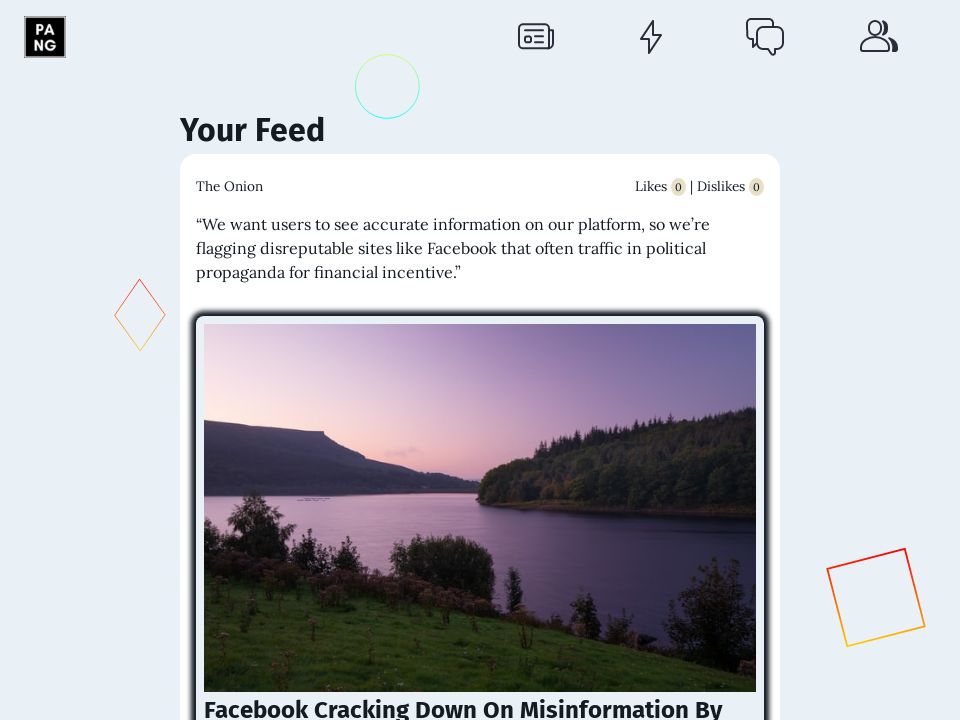 PA
NG
Your Feed
The Onion
Likes 0 | Dislikes 0
“We want users to see accurate information on our platform, so we’re
flagging disreputable sites like Facebook that often traffic in political
propaganda for financial incentive.”
Facebook Cracking Down On Misinformation By